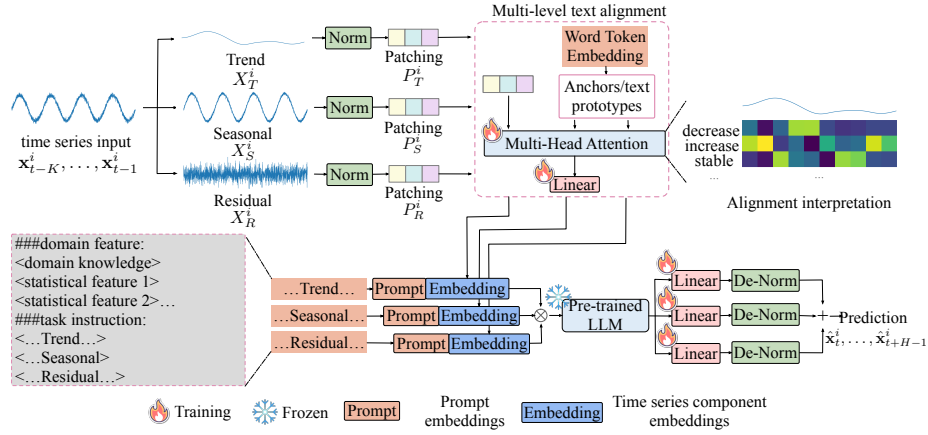 Multi-level text alignment
Trend
X_T^i
Norm
Patching
P_T^i
Word Token
Embedding
Anchors/text
prototypes
time series input
x_{t-K}^i, . . . , x_{t-1}^i
Seasonal
X_S^i
Norm
Patching
P_S^i
Multi-Head Attention
Linear
decrease
increase
stable
...
...
Alignment interpretation
Residual
X_R^i
Norm
Patching
P_R^i
###domain feature:
<domain knowledge>
<statistical feature 1>
<statistical feature 2>...
###task instruction:
<...Trend...>
<...Seasonal>
<...Residual...>
...Trend...
Prompt
Embedding
...Seasonal...
Prompt
Embedding
...Residual...
Prompt
Embedding
⊗
Pre-trained
LLM
Linear
De-Norm
Linear
De-Norm
Linear
De-Norm
+
Prediction
x̂_t^i, . . . , x̂_{t+H-1}^i
Training
Frozen
Prompt
Prompt
embeddings
Embedding
Time series component
embeddings